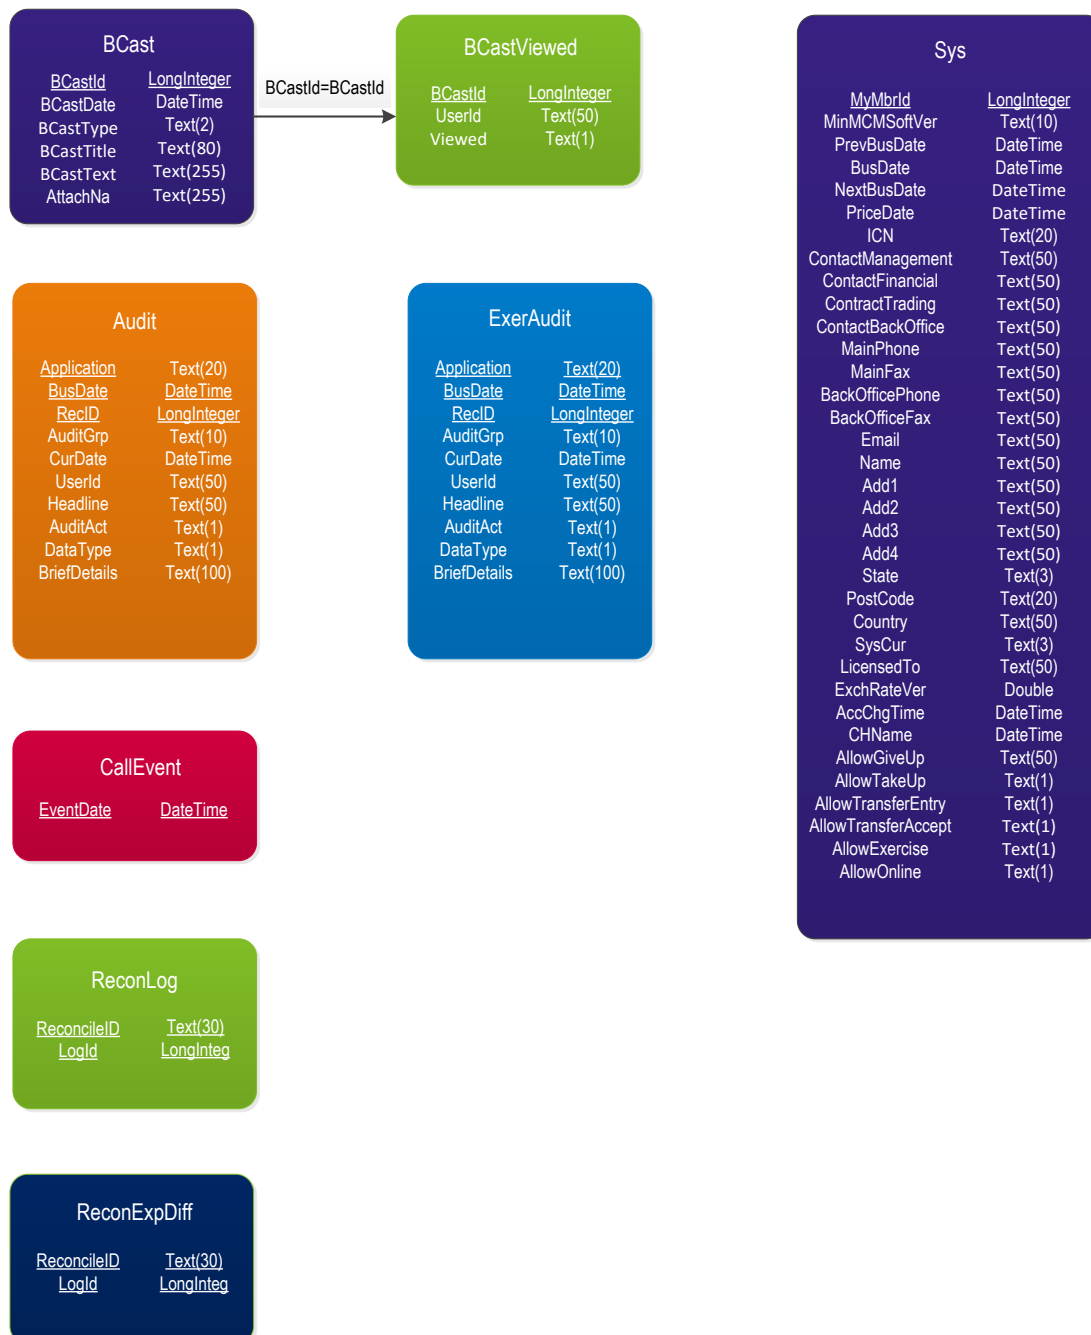 BCast
BCastId LongInteger
BCastDate DateTime
BCastType Text(2)
BCastTitle Text(80)
BCastText Text(255)
AttachNa Text(255)
BCastId=BCastId
BCastViewed
BCastId LongInteger
UserId Text(50)
Viewed Text(1)
Sys
MyMbrId LongInteger
MinMCMSoftVer Text(10)
PrevBusDate DateTime
BusDate DateTime
NextBusDate DateTime
PriceDate DateTime
ICN Text(20)
ContactManagement Text(50)
ContactFinancial Text(50)
ContractTrading Text(50)
ContactBackOffice Text(50)
MainPhone Text(50)
MainFax Text(50)
BackOfficePhone Text(50)
BackOfficeFax Text(50)
Email Text(50)
Name Text(50)
Add1 Text(50)
Add2 Text(50)
Add3 Text(50)
Add4 Text(50)
State Text(3)
PostCode Text(20)
Country Text(50)
SysCur Text(3)
LicensedTo Text(50)
ExchRateVer Double
AccChgTime DateTime
CHName DateTime
AllowGiveUp Text(50)
AllowTakeUp Text(1)
AllowTransferEntry Text(1)
AllowTransferAccept Text(1)
AllowExercise Text(1)
AllowOnline Text(1)
Audit
Application Text(20)
BusDate DateTime
RecID LongInteger
AuditGrp Text(10)
CurDate DateTime
UserId Text(50)
Headline Text(50)
AuditAct Text(1)
DataType Text(1)
BriefDetails Text(100)
ExerAudit
Application Text(20)
BusDate DateTime
RecID LongInteger
AuditGrp Text(10)
CurDate DateTime
UserId Text(50)
Headline Text(50)
AuditAct Text(1)
DataType Text(1)
BriefDetails Text(100)
CallEvent
EventDate DateTime
ReconLog
ReconcileID Text(30)
LogId LongInteg
ReconExpDiff
ReconcileID Text(30)
LogId LongInteg